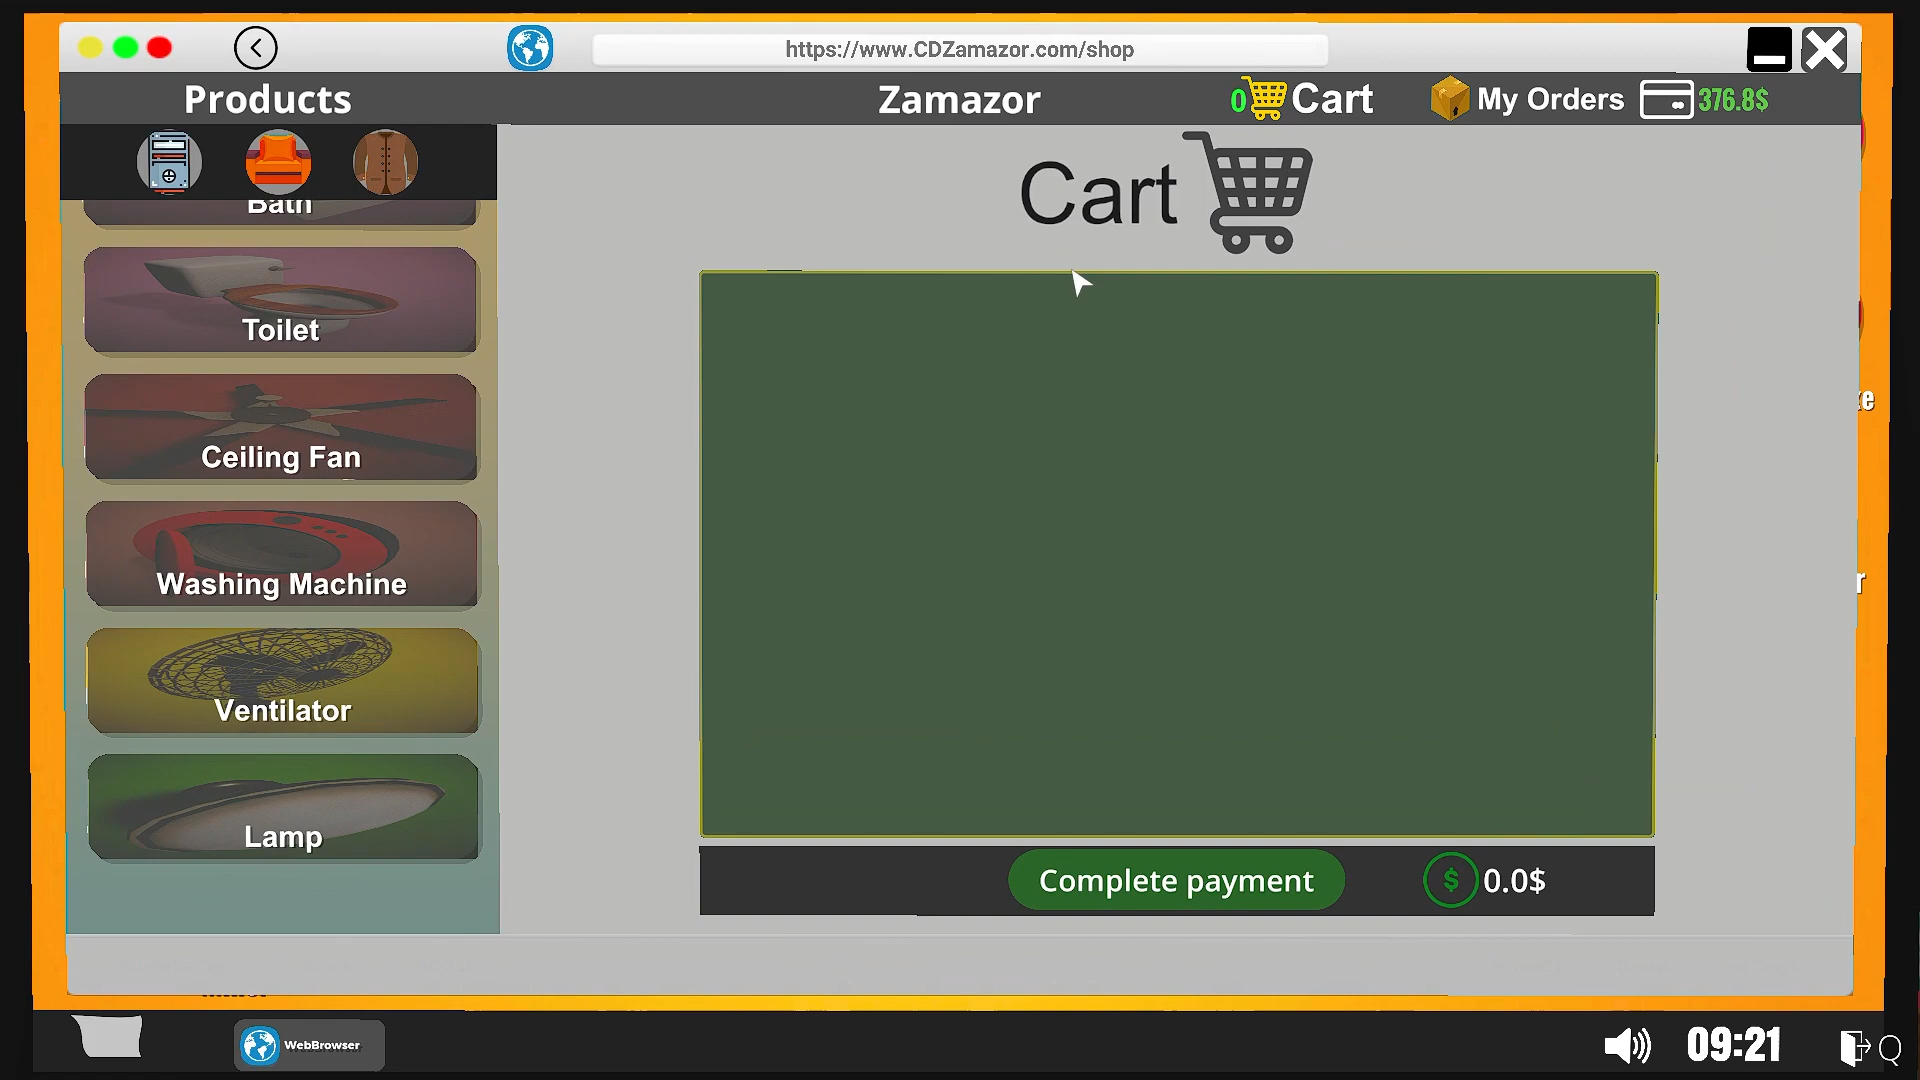 https://www.CDZamazor.com/shop
Products
Zamazor
0 Cart
My Orders
376.8$
Bath
Cart
Toilet
Ceiling Fan
Washing Machine
Ventilator
Lamp
Complete payment
$ 0.0$
WebBrowser
09:21
Q